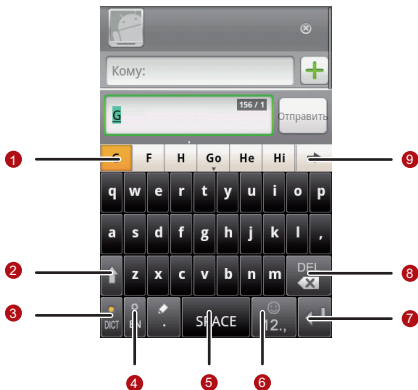 Кому:
156 / 1
G
Отправить
1 G F H Go He Hi 9
q w e r t y u i o p
a s d f g h j k l ,
2 z x c v b n m DEL 8
3 DICT EN . SPACE 12., 7
4 5 6